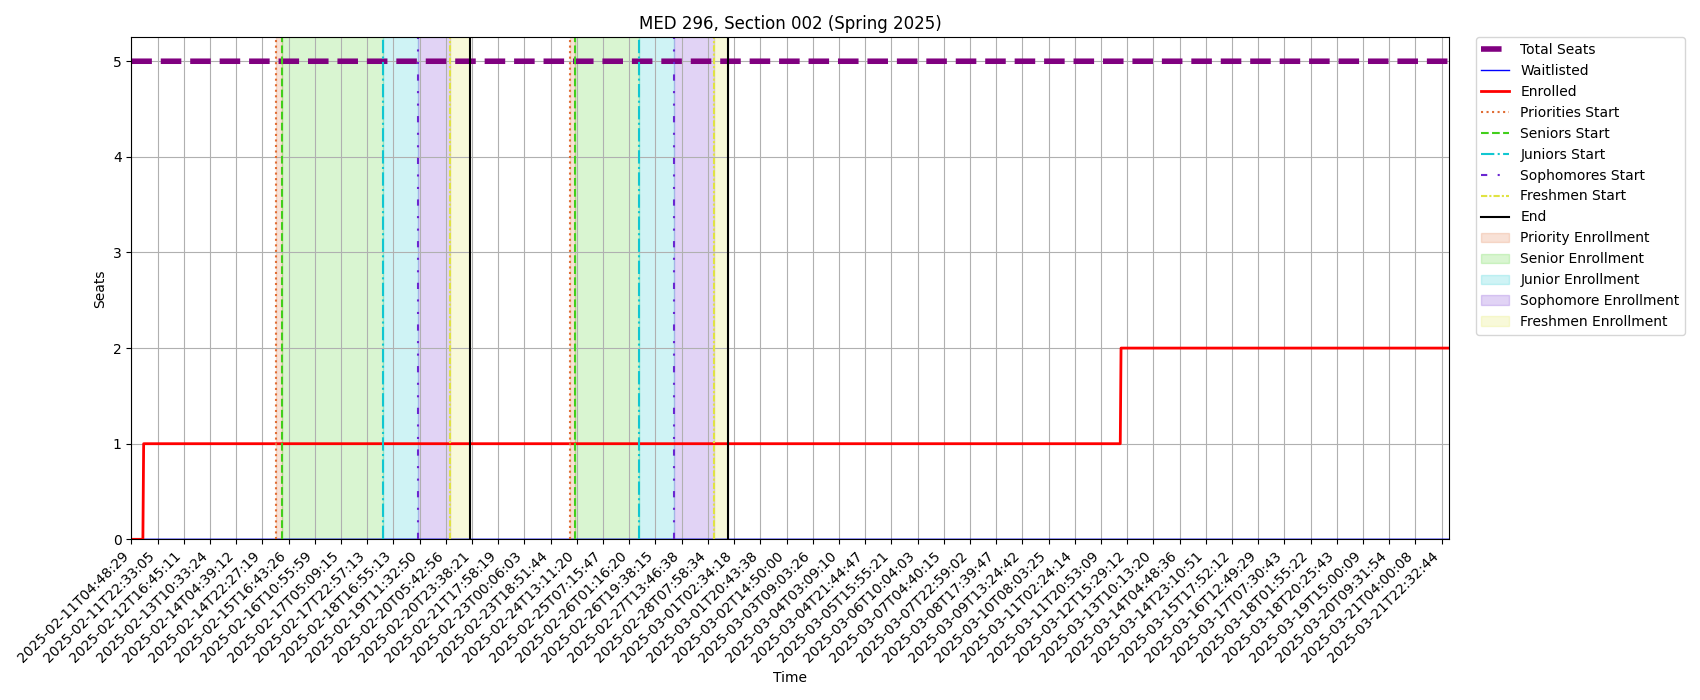 MED 296, Section 002 (Spring 2025)
Seats
5
4
3
2
1
0
2025-02-11T04:48:29
2025-02-11T22:33:05
2025-02-12T16:45:11
2025-02-13T10:33:24
2025-02-14T04:39:12
2025-02-14T22:27:19
2025-02-15T16:43:26
2025-02-16T10:55:59
2025-02-17T05:09:15
2025-02-17T22:57:13
2025-02-18T16:55:13
2025-02-19T11:32:50
2025-02-20T05:42:56
2025-02-20T23:38:21
2025-02-21T17:58:19
2025-02-23T00:06:03
2025-02-23T18:51:44
2025-02-24T13:11:20
2025-02-25T07:15:47
2025-02-26T01:16:20
2025-02-26T19:38:15
2025-02-27T13:46:38
2025-02-28T07:58:34
2025-03-01T02:34:18
2025-03-01T20:43:38
2025-03-02T14:50:00
2025-03-03T09:03:26
2025-03-04T03:09:10
2025-03-04T21:44:47
2025-03-05T15:55:21
2025-03-06T10:04:03
2025-03-07T04:40:15
2025-03-07T22:59:02
2025-03-08T17:39:47
2025-03-09T13:24:42
2025-03-10T08:03:25
2025-03-11T02:24:14
2025-03-11T20:53:09
2025-03-12T15:29:12
2025-03-13T10:13:20
2025-03-14T04:48:36
2025-03-14T23:10:51
2025-03-15T17:52:12
2025-03-16T12:49:29
2025-03-17T07:30:43
2025-03-18T01:55:22
2025-03-18T20:25:43
2025-03-19T15:00:09
2025-03-20T09:31:54
2025-03-21T04:00:08
2025-03-21T22:32:44
Time
Total Seats
Waitlisted
Enrolled
Priorities Start
Seniors Start
Juniors Start
Sophomores Start
Freshmen Start
End
Priority Enrollment
Senior Enrollment
Junior Enrollment
Sophomore Enrollment
Freshmen Enrollment